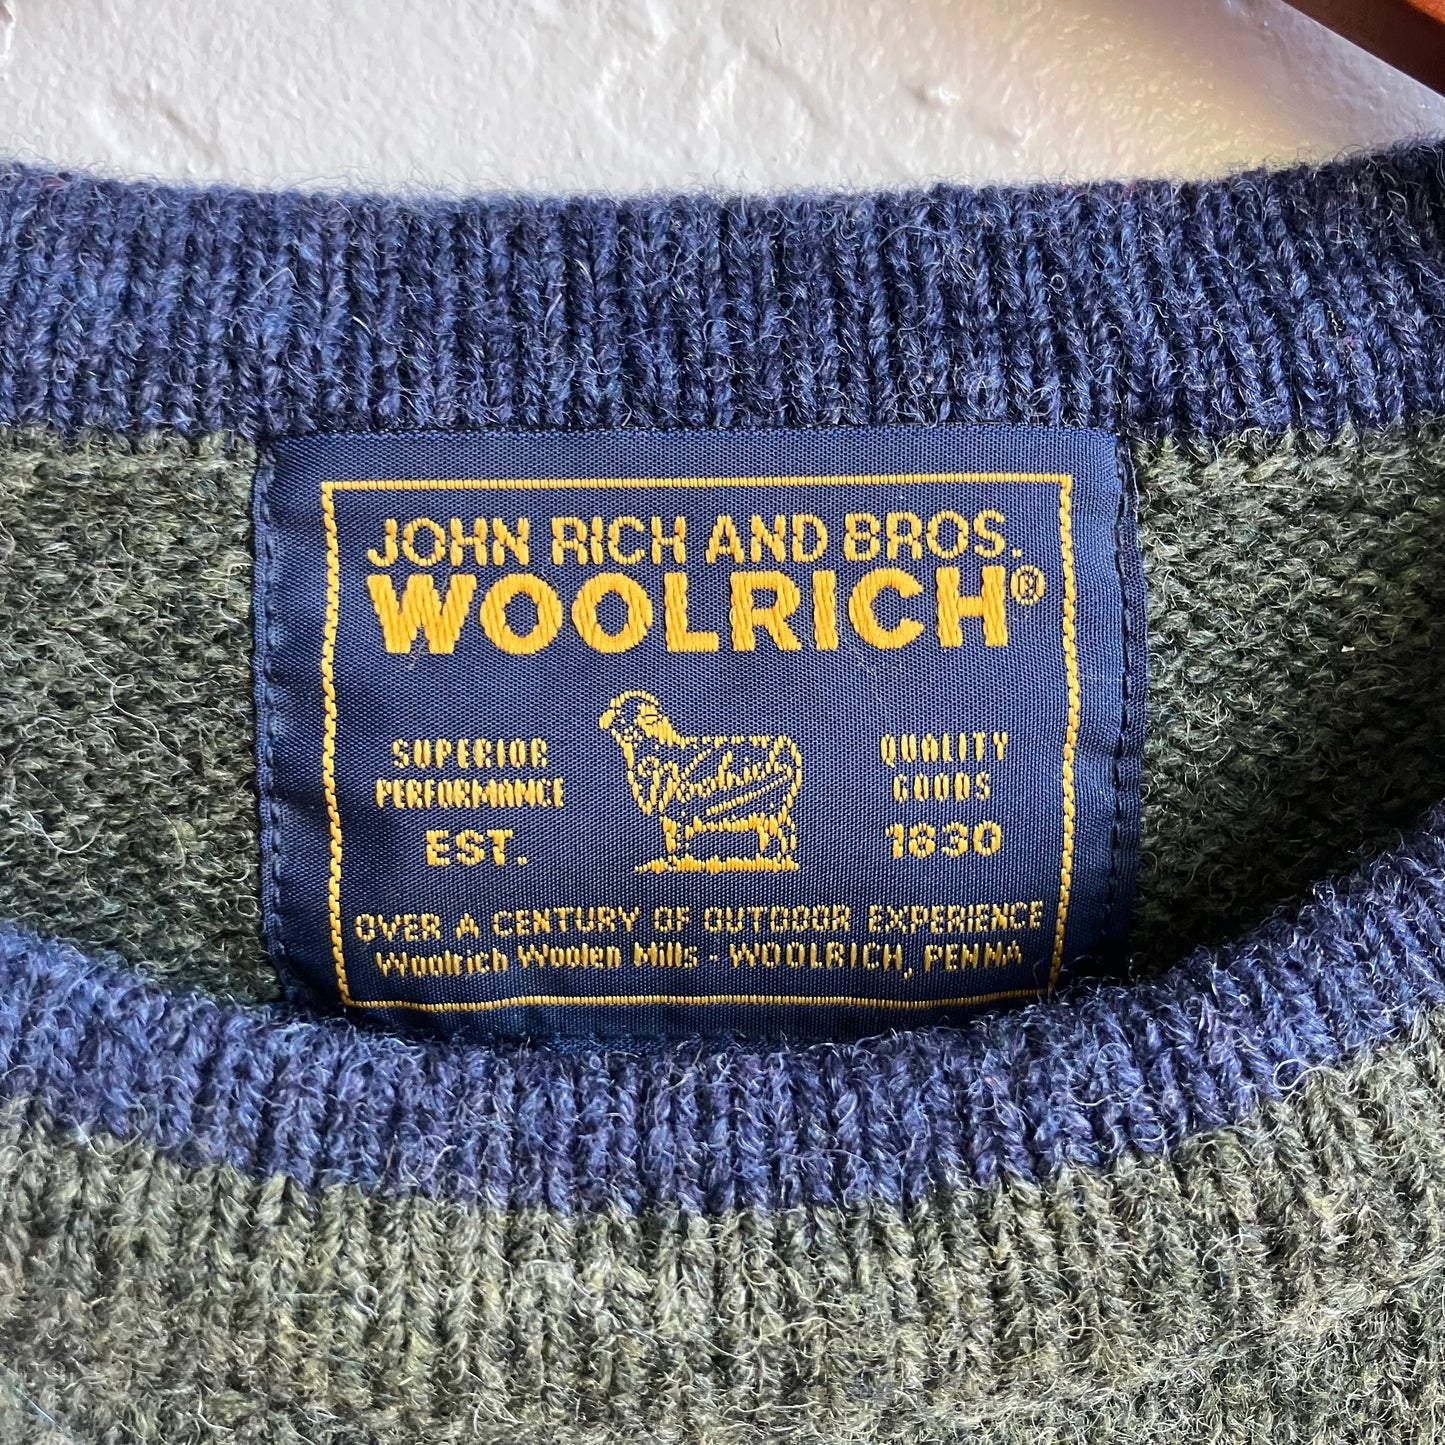 JOHN RICH AND BROS.
WOOLRICH®
Woolrich
SUPERIOR
PERFORMANCE
EST.
QUALITY
GOODS
1830
OVER A CENTURY OF OUTDOOR EXPERIENCE
Woolrich Woolen Mills - WOOLRICH, PENNA